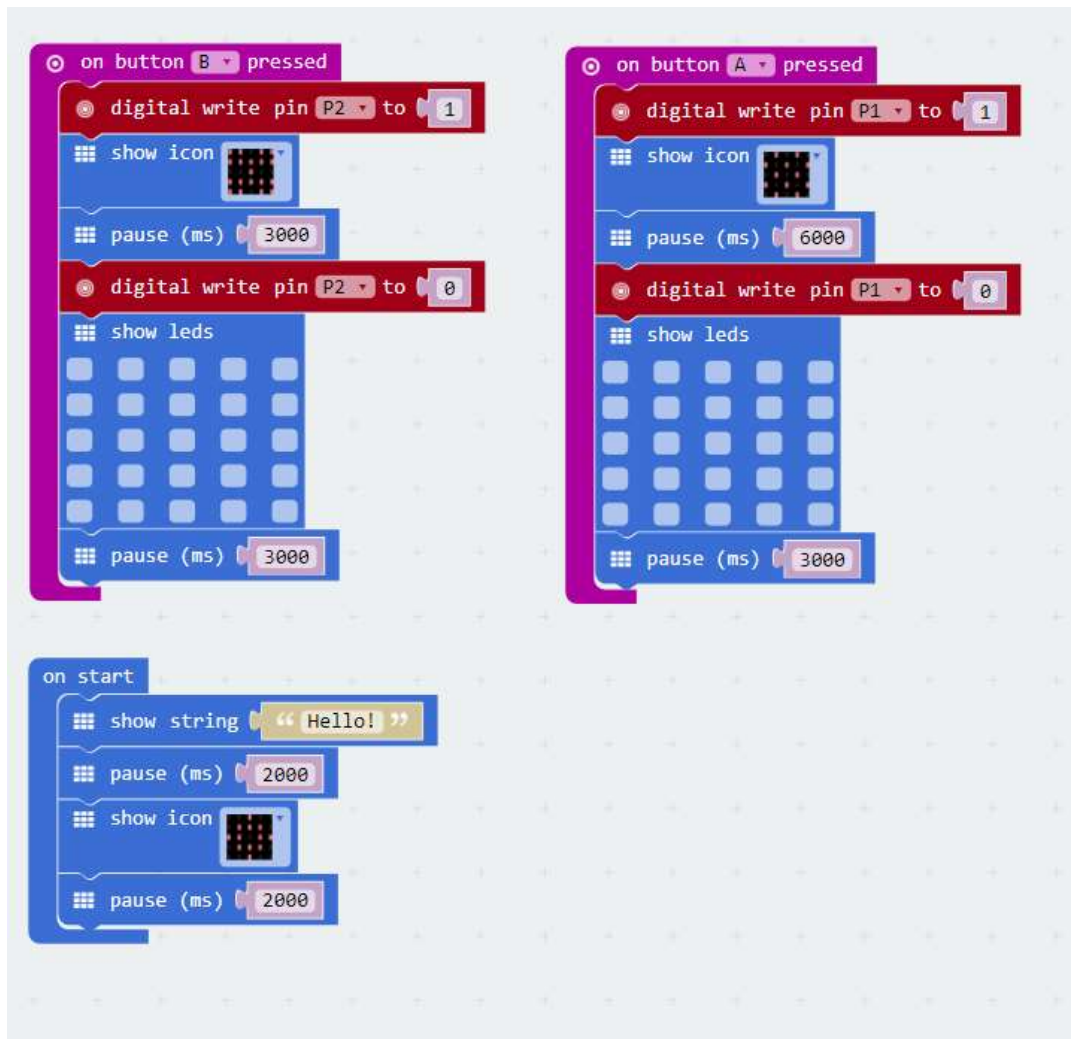 on button B pressed
digital write pin P2 to 1
show icon
pause (ms) 3000
digital write pin P2 to 0
show leds
pause (ms) 3000
on button A pressed
digital write pin P1 to 1
show icon
pause (ms) 6000
digital write pin P1 to 0
show leds
pause (ms) 3000
on start
show string “ Hello! ”
pause (ms) 2000
show icon
pause (ms) 2000